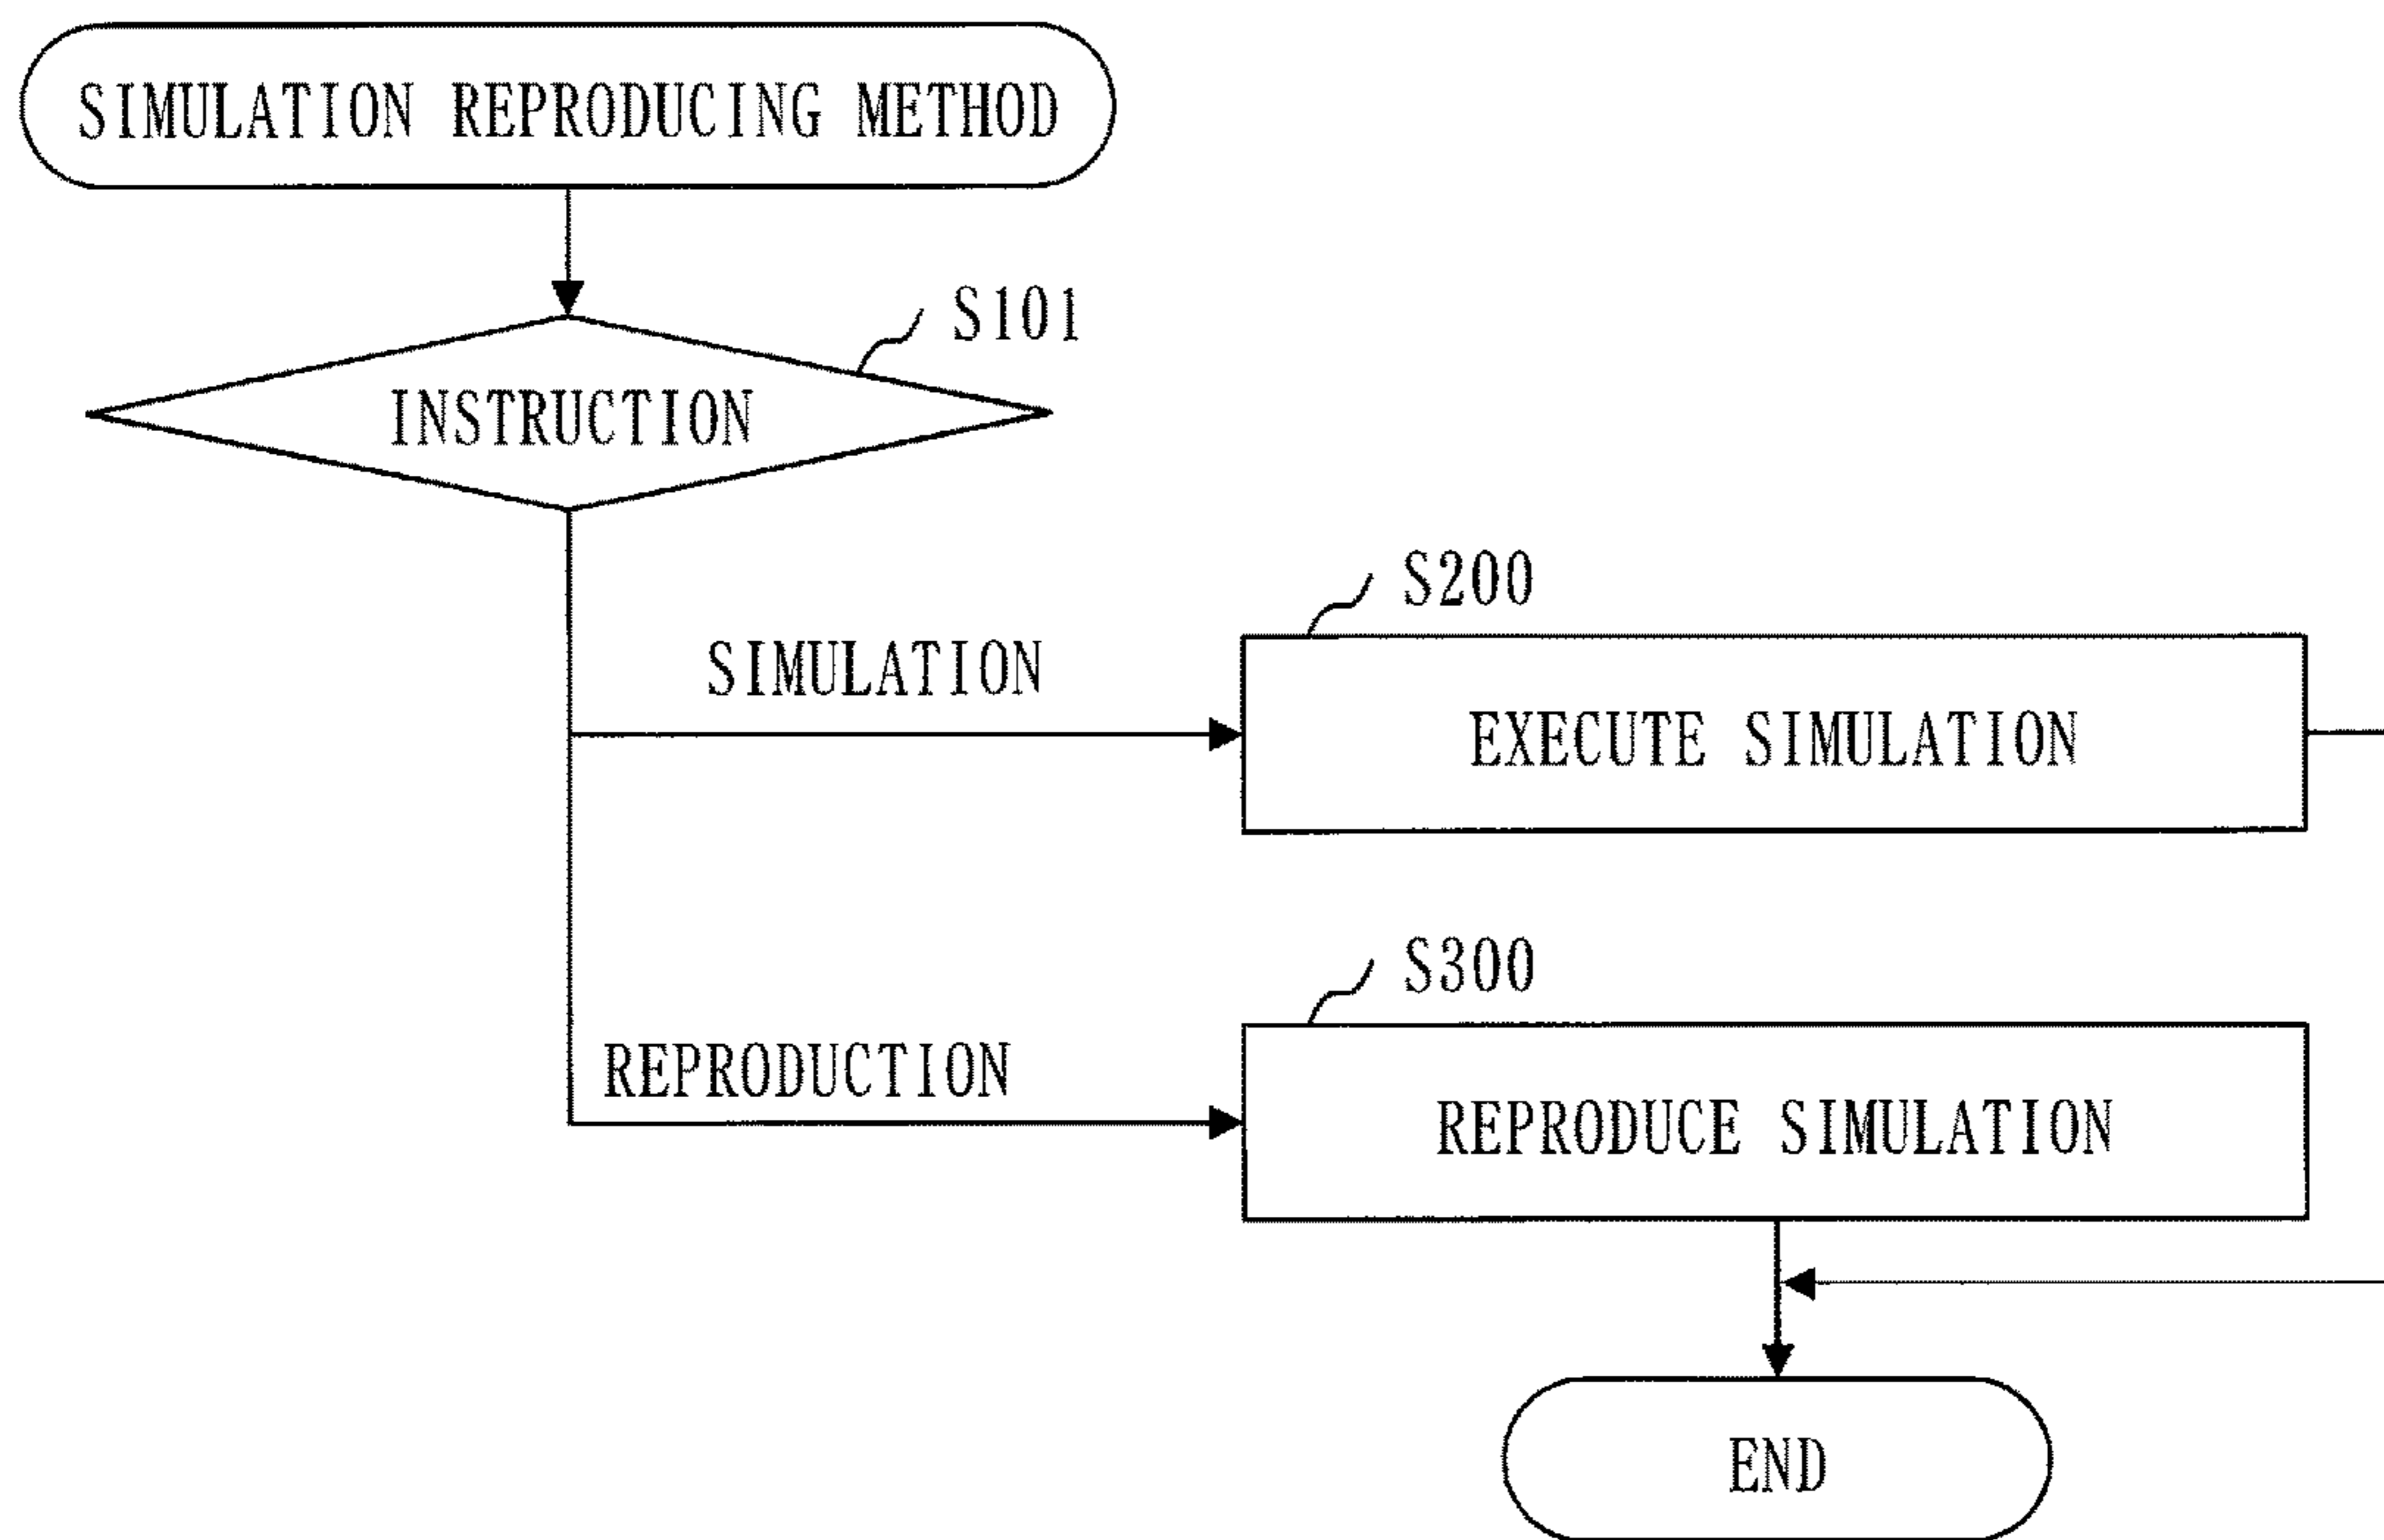 SIMULATION REPRODUCING METHOD
S101
INSTRUCTION
S200
SIMULATION
EXECUTE SIMULATION
S300
REPRODUCTION
REPRODUCE SIMULATION
END